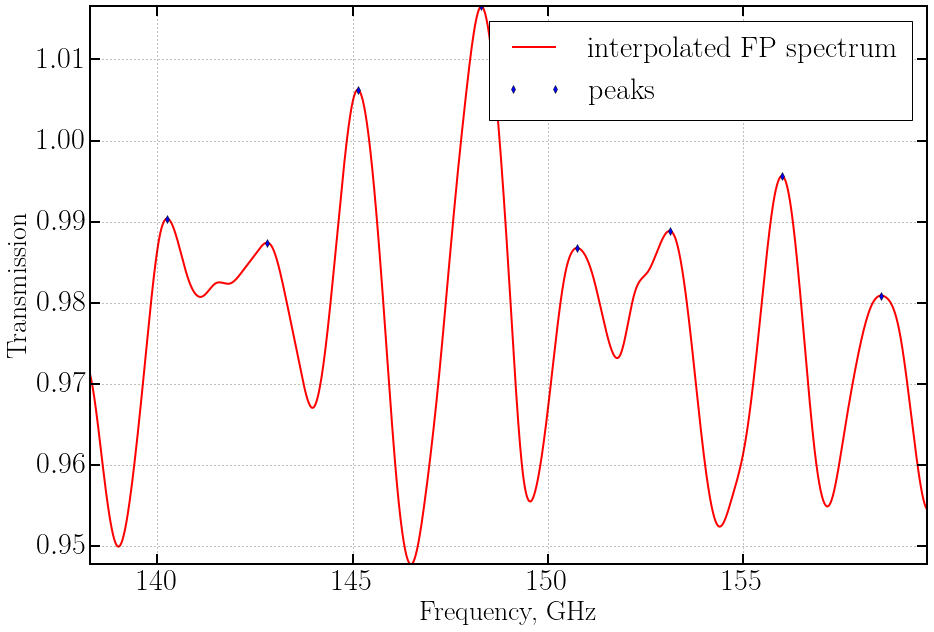 interpolated FP spectrum
peaks
Transmission
1.01
1.00
0.99
0.98
0.97
0.96
0.95
140 145 150 155
Frequency, GHz